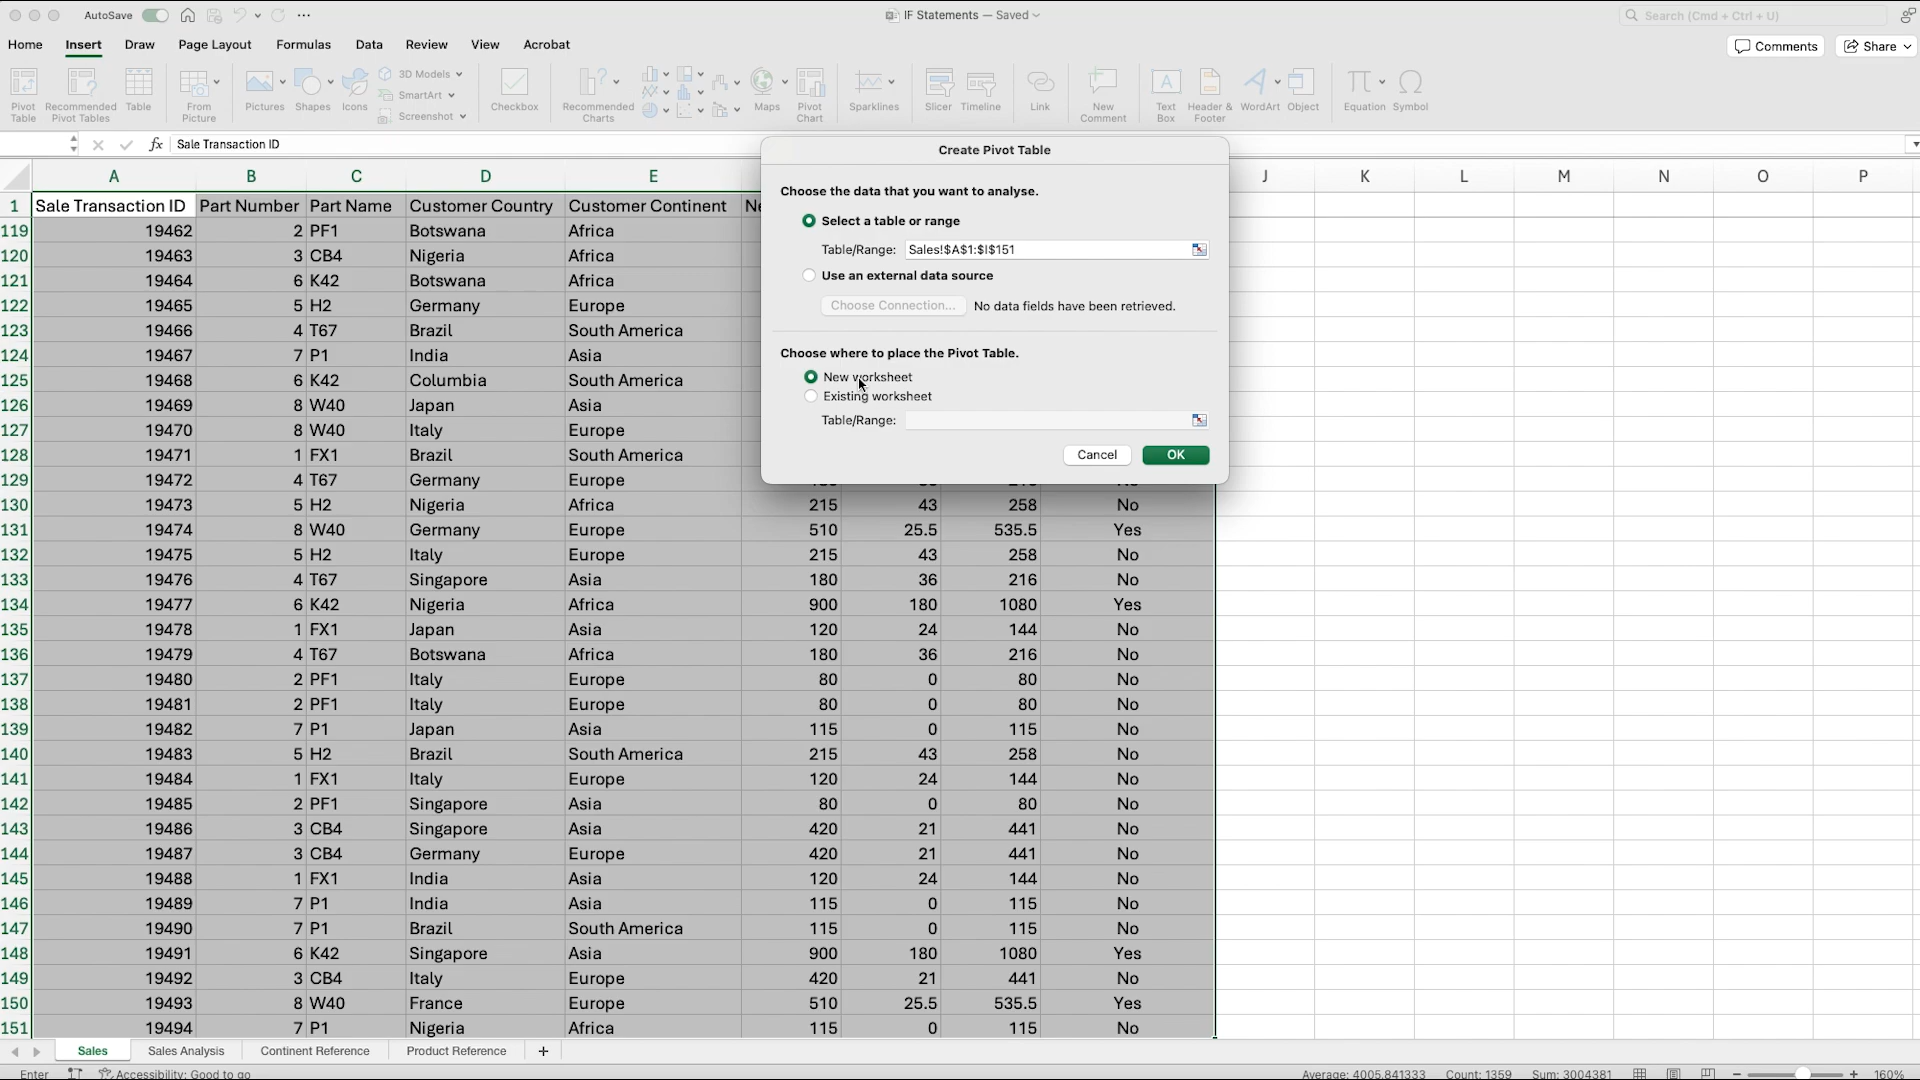 AutoSave
IF Statements — Saved
Search (Cmd + Ctrl + U)
Home Insert Draw Page Layout Formulas Data Review View Acrobat
Comments Share
Pivot Table
Recommended Pivot Tables
Table
From Picture
Pictures
Shapes
Icons
3D Models
SmartArt
Screenshot
Checkbox
Recommended Charts
Maps
Pivot Chart
Sparklines
Slicer
Timeline
Link
New Comment
Text Box
Header & Footer
WordArt
Object
Equation
Symbol
fx Sale Transaction ID
Create Pivot Table
Choose the data that you want to analyse.
Select a table or range
Table/Range: Sales!$A$1:$I$151
Use an external data source
Choose Connection... No data fields have been retrieved.
Choose where to place the Pivot Table.
New worksheet
Existing worksheet
Table/Range:
Cancel OK
A B C D E J K L M N O P
1 Sale Transaction ID Part Number Part Name Customer Country Customer Continent
119 19462 2 PF1 Botswana Africa
120 19463 3 CB4 Nigeria Africa
121 19464 6 K42 Botswana Africa
122 19465 5 H2 Germany Europe
123 19466 4 T67 Brazil South America
124 19467 7 P1 India Asia
125 19468 6 K42 Columbia South America
126 19469 8 W40 Japan Asia
127 19470 8 W40 Italy Europe
128 19471 1 FX1 Brazil South America
129 19472 4 T67 Germany Europe
130 19473 5 H2 Nigeria Africa 215 43 258 No
131 19474 8 W40 Germany Europe 510 25.5 535.5 Yes
132 19475 5 H2 Italy Europe 215 43 258 No
133 19476 4 T67 Singapore Asia 180 36 216 No
134 19477 6 K42 Nigeria Africa 900 180 1080 Yes
135 19478 1 FX1 Japan Asia 120 24 144 No
136 19479 4 T67 Botswana Africa 180 36 216 No
137 19480 2 PF1 Italy Europe 80 0 80 No
138 19481 2 PF1 Italy Europe 80 0 80 No
139 19482 7 P1 Japan Asia 115 0 115 No
140 19483 5 H2 Brazil South America 215 43 258 No
141 19484 1 FX1 Italy Europe 120 24 144 No
142 19485 2 PF1 Singapore Asia 80 0 80 No
143 19486 3 CB4 Singapore Asia 420 21 441 No
144 19487 3 CB4 Germany Europe 420 21 441 No
145 19488 1 FX1 India Asia 120 24 144 No
146 19489 7 P1 India Asia 115 0 115 No
147 19490 7 P1 Brazil South America 115 0 115 No
148 19491 6 K42 Singapore Asia 900 180 1080 Yes
149 19492 3 CB4 Italy Europe 420 21 441 No
150 19493 8 W40 France Europe 510 25.5 535.5 Yes
151 19494 7 P1 Nigeria Africa 115 0 115 No
Sales Sales Analysis Continent Reference Product Reference
Enter Accessibility: Good to go Average: 4005.841333 Count: 1359 Sum: 3004381 160%